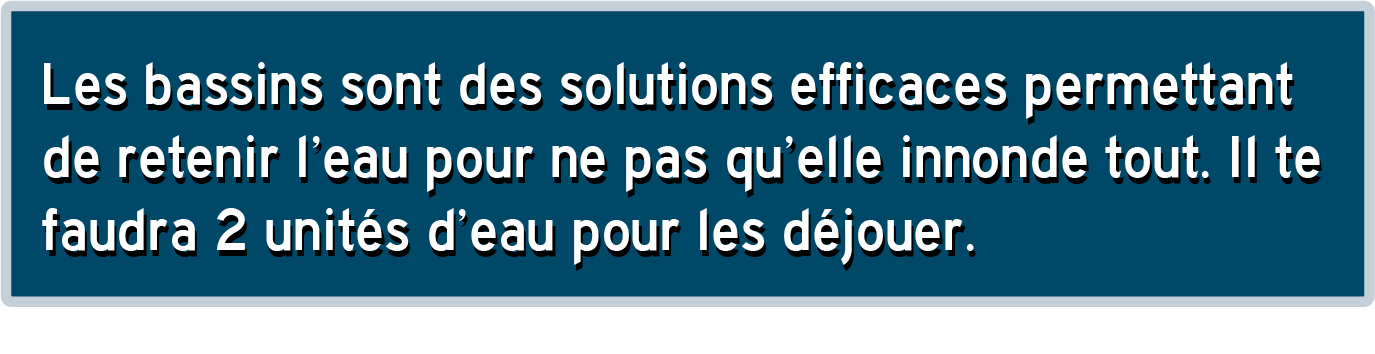 Les bassins sont des solutions efficaces permettant
de retenir l’eau pour ne pas qu’elle innonde tout. Il te
faudra 2 unités d’eau pour les déjouer.